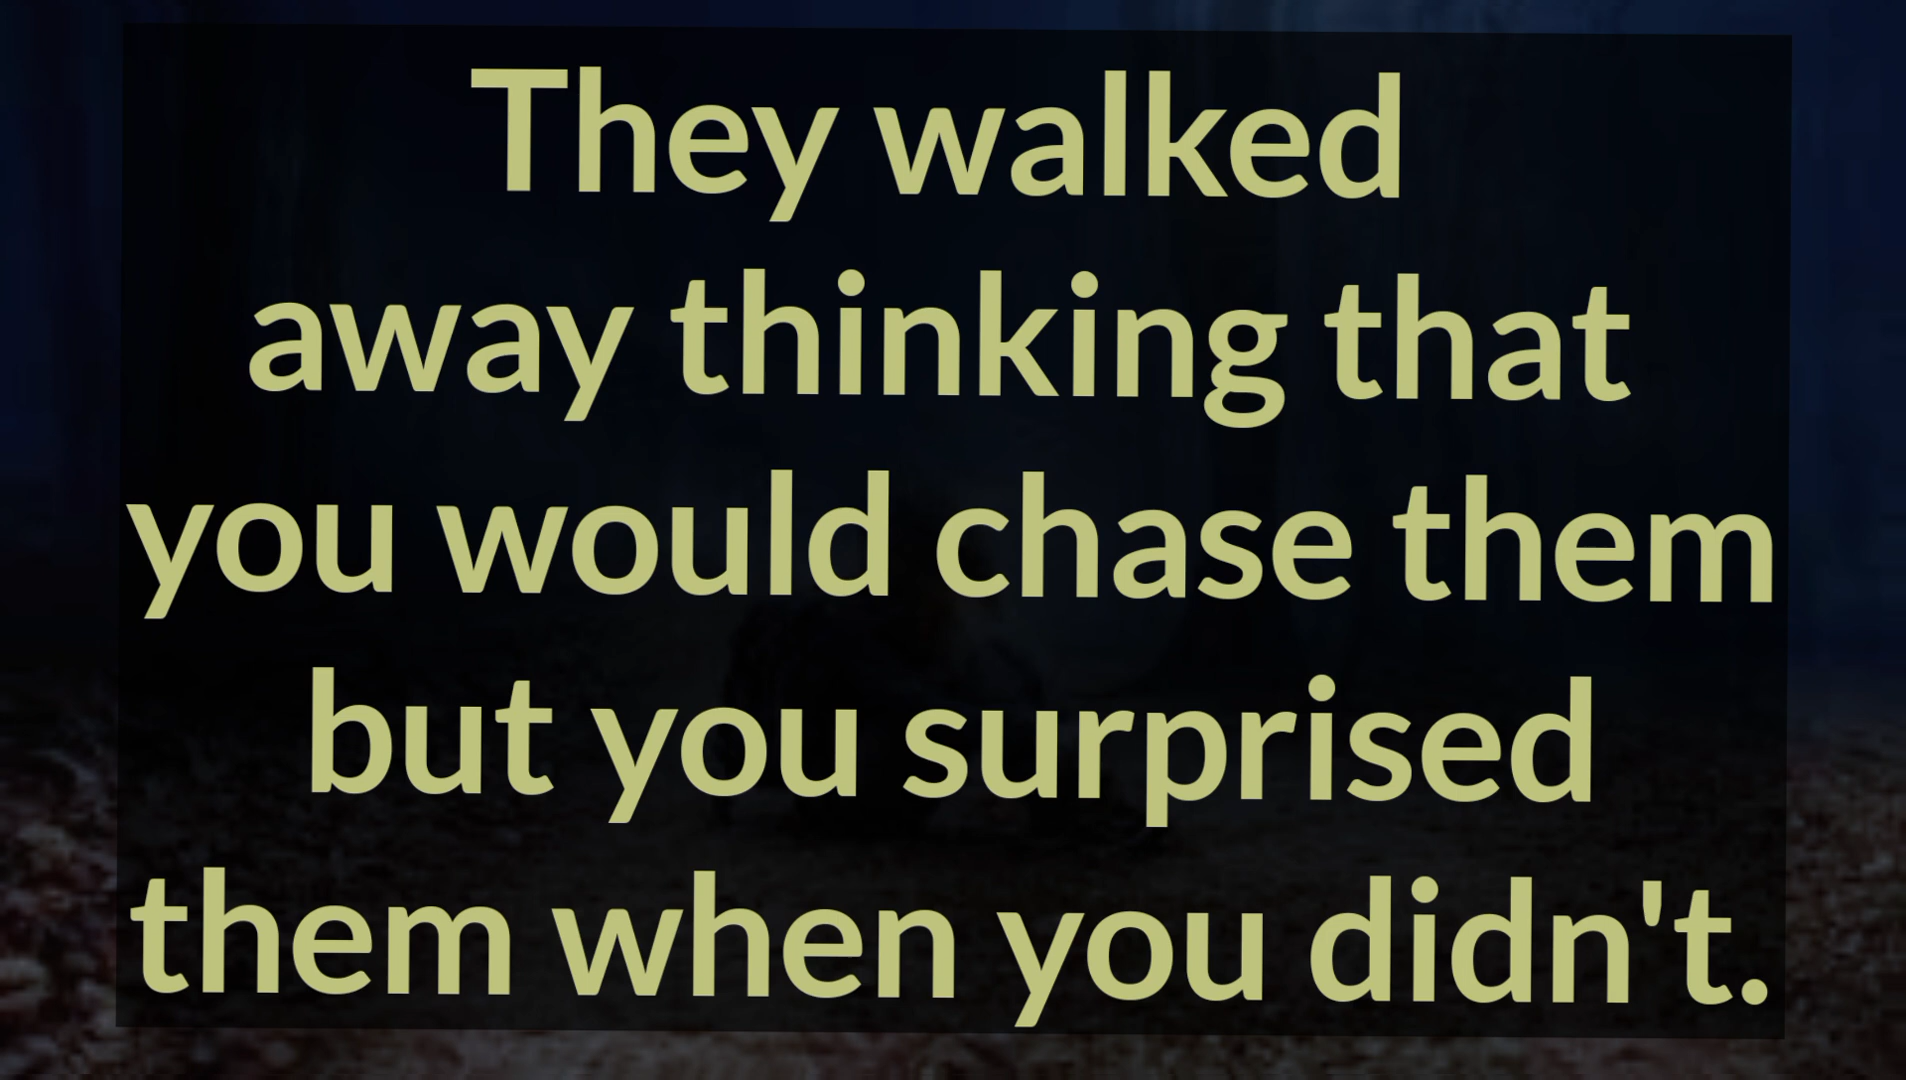 They walked
away thinking that
you would chase them
but you surprised
them when you didn't.